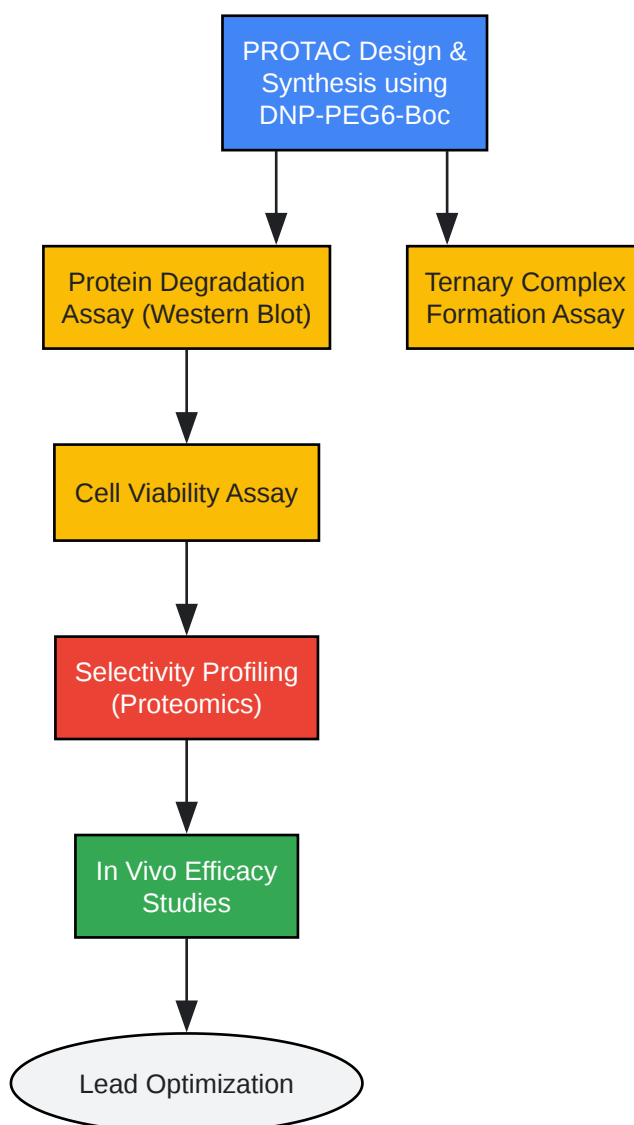 PROTAC Design &
Synthesis using
DNP-PEG6-Boc
Protein Degradation
Assay (Western Blot)
Ternary Complex
Formation Assay
Cell Viability Assay
Selectivity Profiling
(Proteomics)
In Vivo Efficacy
Studies
Lead Optimization